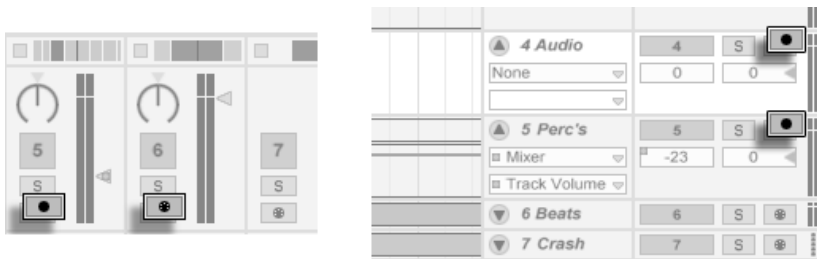 5
6
7
S
S
S
4 Audio
4
S
None
0
0
5 Perc's
5
S
Mixer
-23
0
Track Volume
6 Beats
6
S
7 Crash
7
S